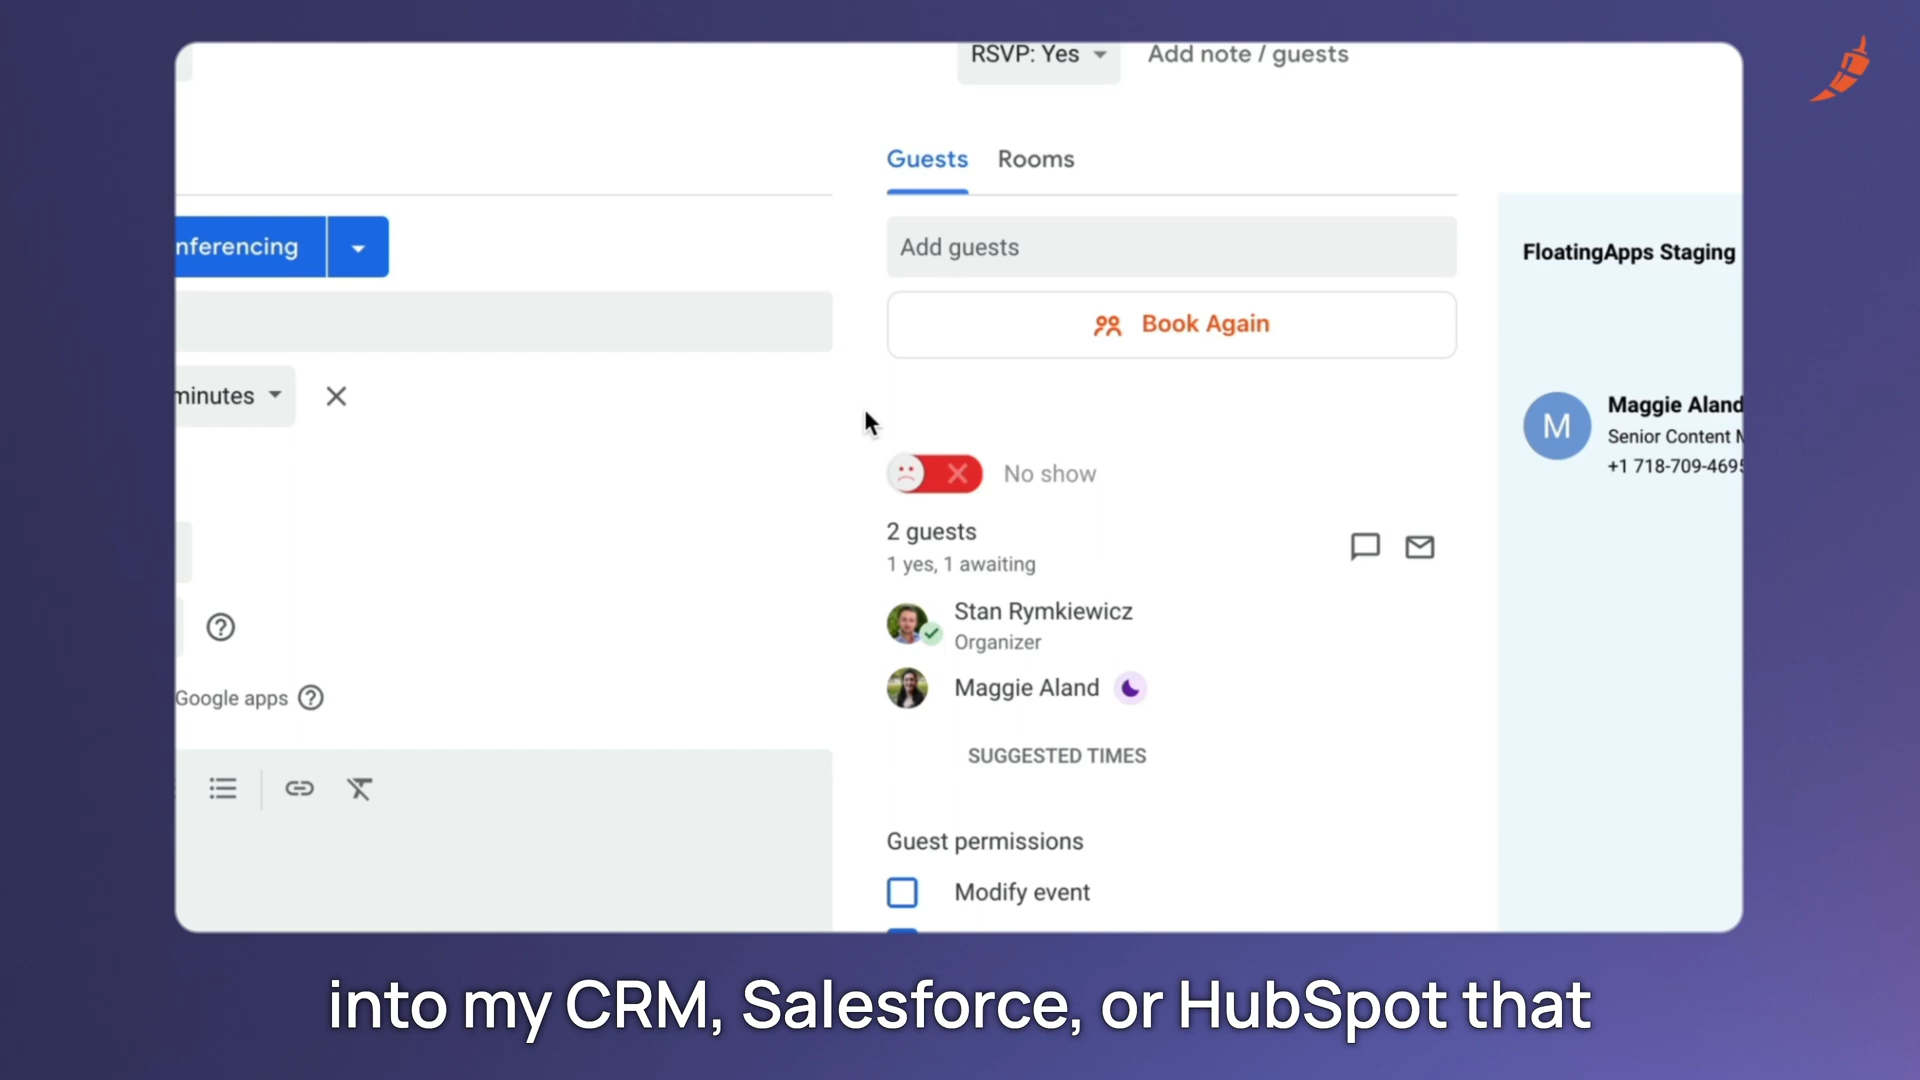 RSVP: Yes
Add note / guests
Guests
Rooms
nferencing
Add guests
FloatingApps Staging
Book Again
minutes
M
Maggie Aland
Senior Content
+1 718-709-469
No show
2 guests
1 yes, 1 awaiting
Stan Rymkiewicz
Organizer
Google apps
Maggie Aland
SUGGESTED TIMES
Guest permissions
Modify event
into my CRM, Salesforce, or HubSpot that